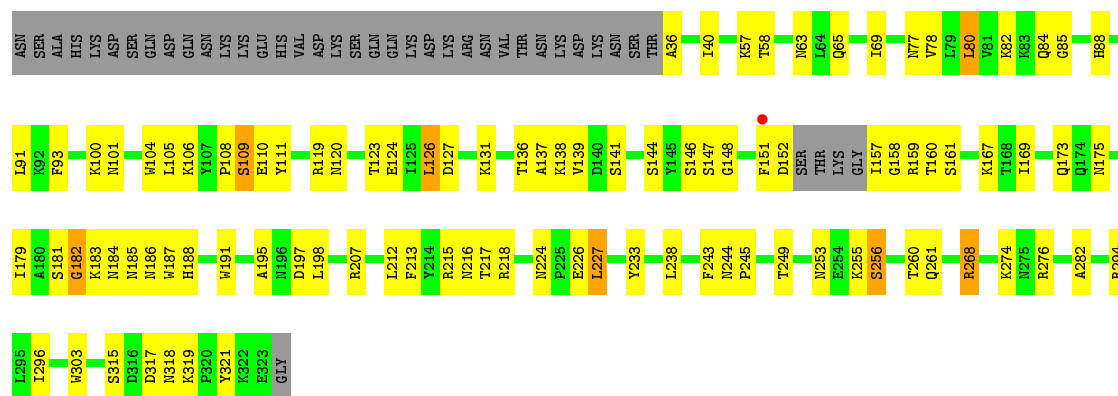 ASN SER ALA HIS LYS ASP SER GLN ASP GLN ASN LYS LYS GLU HIS VAL ASP LYS SER GLN GLN LYS ASP ARG ASN VAL THR ASN LYS ASP LYS ASN SER THR A36 I40 K57 T58 N63 L64 Q65 I69 N77 V78 L79 L80 V81 K82 K83 Q84 G85 H88
L91 K92 F93 K100 N101 W104 L105 K106 Y107 P108 S109 E110 Y111 R119 N120 T123 E124 I125 L126 D127 K131 T136 A137 K138 V139 D140 S141 S144 Y145 S146 S147 G148 F151 D152 SER THR LYS GLY I157 G158 R159 T160 S161 K167 T168 I169 Q173 Q174 N175
I179 A180 S181 G182 K183 N184 N185 N186 W187 H188 W191 A195 N196 D197 L198 R207 L212 F213 Y214 R215 N216 T217 R218 N224 P225 E226 L227 Y233 L238 F243 N244 P245 T249 N253 E254 K255 S256 T260 Q261 R268 K274 N275 R276 A282 R294
L295 I296 W303 S315 D316 D317 N318 K319 P320 Y321 K322 E323 GLY